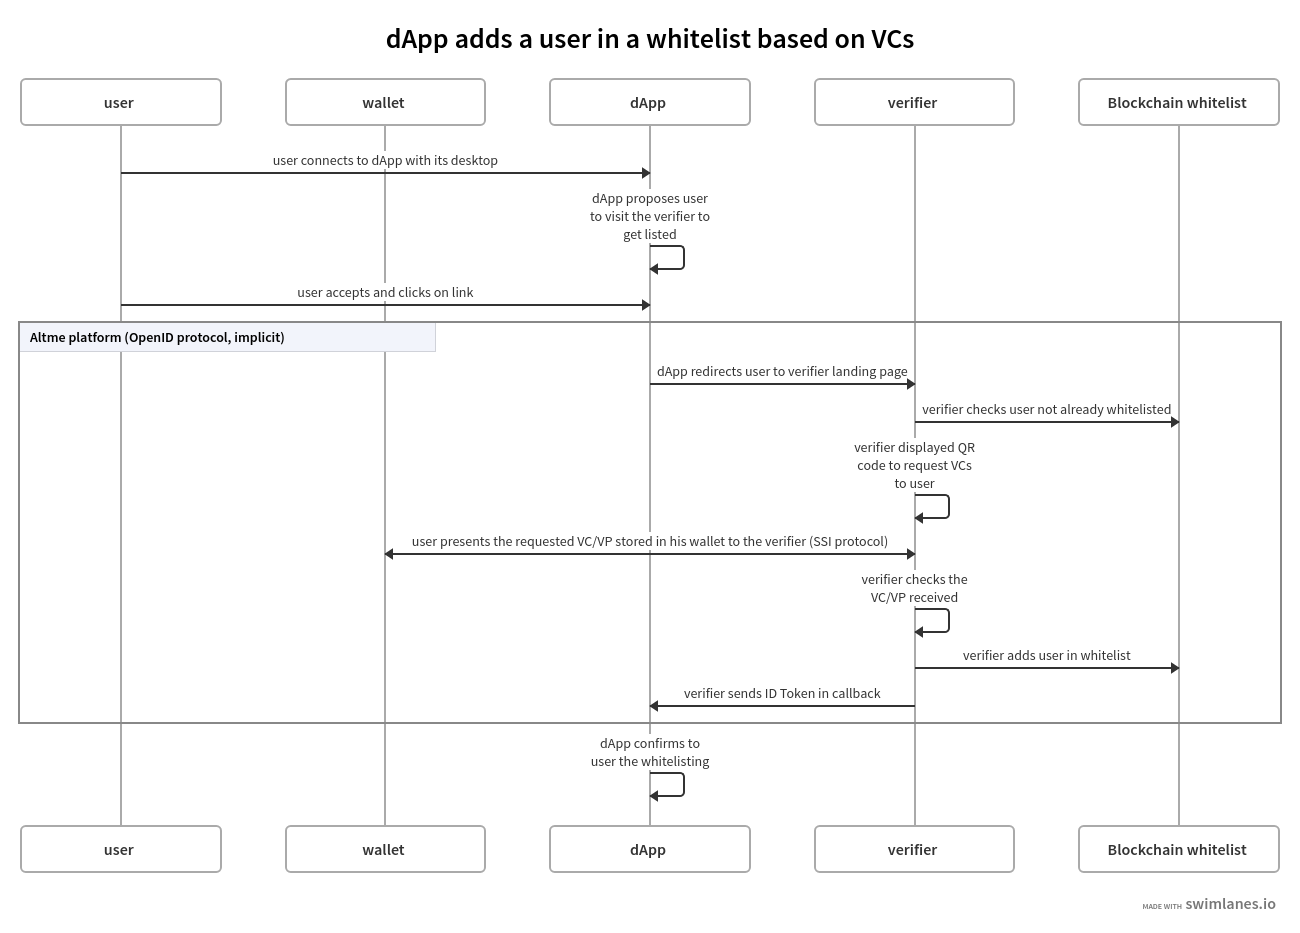 dApp adds a user in a whitelist based on VCs
user
wallet
dApp
verifier
Blockchain whitelist
user connects to dApp with its desktop
dApp proposes user
to visit the verifier to
get listed
user accepts and clicks on link
Altme platform (OpenID protocol, implicit)
dApp redirects user to verifier landing page
verifier checks user not already whitelisted
verifier displayed QR
code to request VCs
to user
user presents the requested VC/VP stored in his wallet to the verifier (SSI protocol)
verifier checks the
VC/VP received
verifier adds user in whitelist
verifier sends ID Token in callback
dApp confirms to
user the whitelisting
user
wallet
dApp
verifier
Blockchain whitelist
MADE WITH swimlanes.io